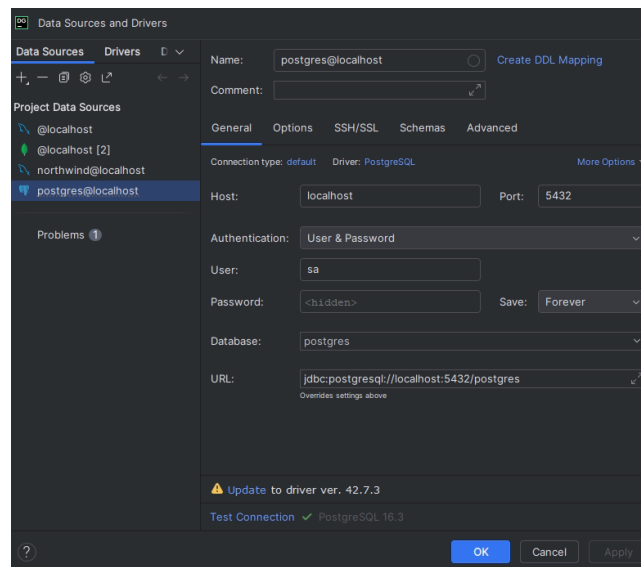 DG Data Sources and Drivers
Data Sources Drivers D
Name: postgres@localhost Create DDL Mapping
Comment:
Project Data Sources
@localhost
@localhost [2]
northwind@localhost
postgres@localhost
Problems 1
General Options SSH/SSL Schemas Advanced
Connection type: default Driver: PostgreSQL More Options
Host: localhost Port: 5432
Authentication: User & Password
User: sa
Password: <hidden> Save: Forever
Database: postgres
URL: jdbc:postgresql://localhost:5432/postgres
Overrides settings above
Update to driver ver. 42.7.3
Test Connection PostgreSQL 16.3
? OK Cancel Apply